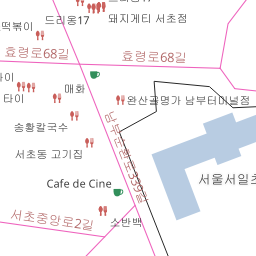 드리옹17
돼지게티 서초점
떡볶이
효령로68길
효령로68길
타이
매화
완산골명가 남부터미널점
송황칼국수
서초동 고기집
서울서일초
Cafe de Cine
서초중앙로2길
소반백